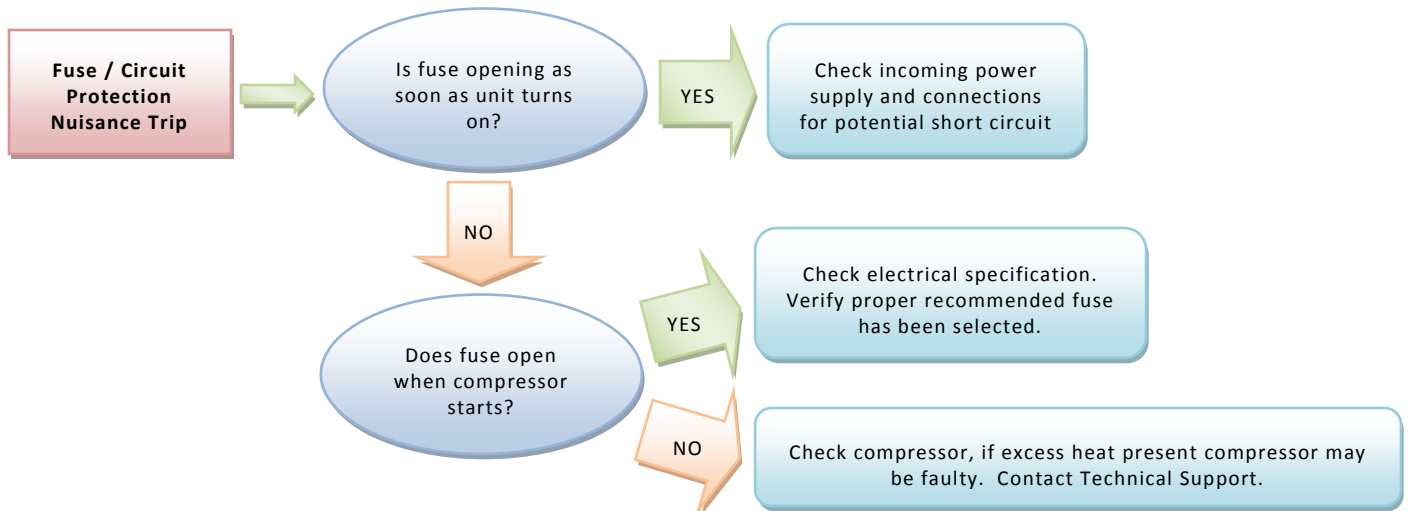 Fuse / Circuit
Protection
Nuisance Trip
Is fuse opening as
soon as unit turns
on?
YES
Check incoming power
supply and connections
for potential short circuit
NO
Does fuse open
when compressor
starts?
YES
Check electrical specification.
Verify proper recommended fuse
has been selected.
NO
Check compressor, if excess heat present compressor may
be faulty.  Contact Technical Support.